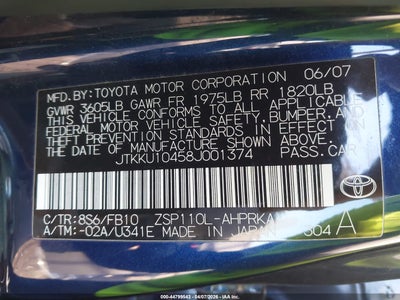 MFD.BY:TOYOTA MOTOR CORPORATION 06/07
GVWR 3605LB GAWR FR 1975LB RR 1820LB
THIS VEHICLE CONFORMS TO ALL APPLICABLE
FEDERAL MOTOR VEHICLE SAFETY, BUMPER, AND
THEFT PREVENTION STANDARDS IN EFFECT ON
THE DATE OF MANUFACTURE SHOWN ABOVE.
JTKKU10458J001374 PASS.CAR
C/TR: 8S6/FB10 ZSP110L-AHPRKA
A/TM:-02A/U341E MADE IN JAPAN 304 A
TOYOTA
000-44799543 - 04/07/2026 - 1: